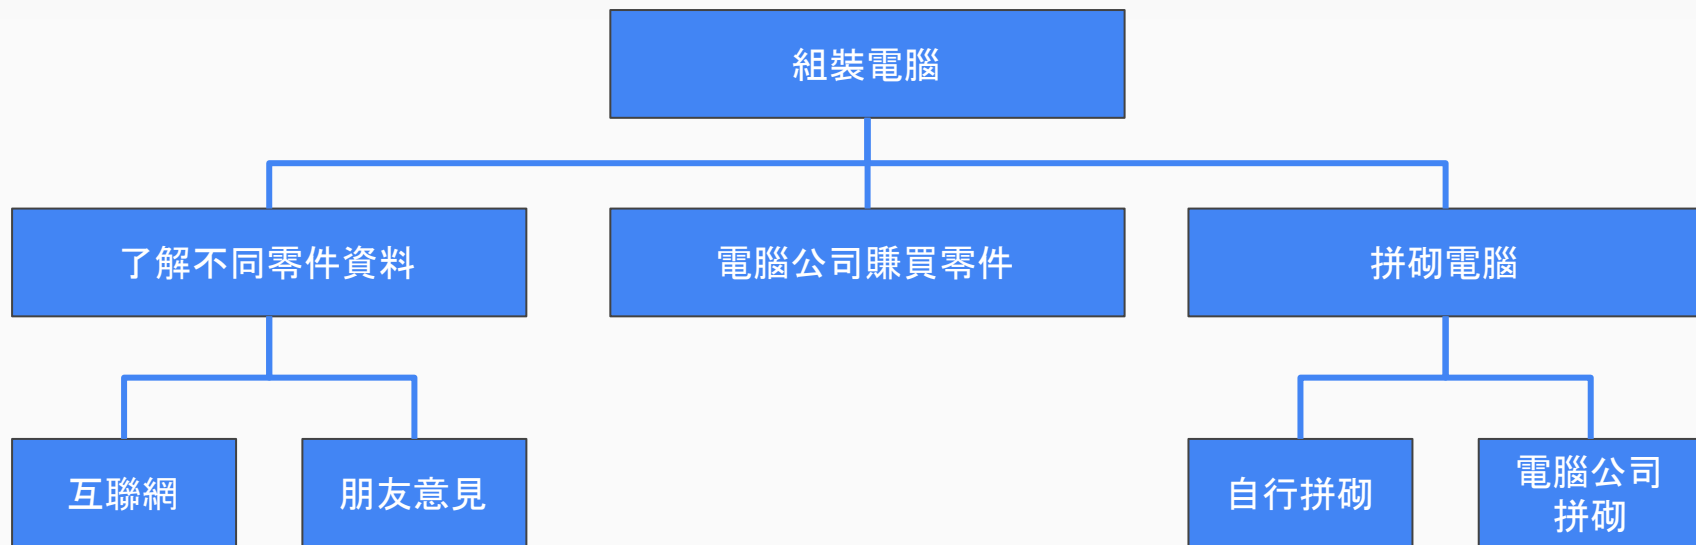 組裝電腦
了解不同零件資料
電腦公司賺買零件
拼砌電腦
互聯網
朋友意見
自行拼砌
電腦公司
拼砌